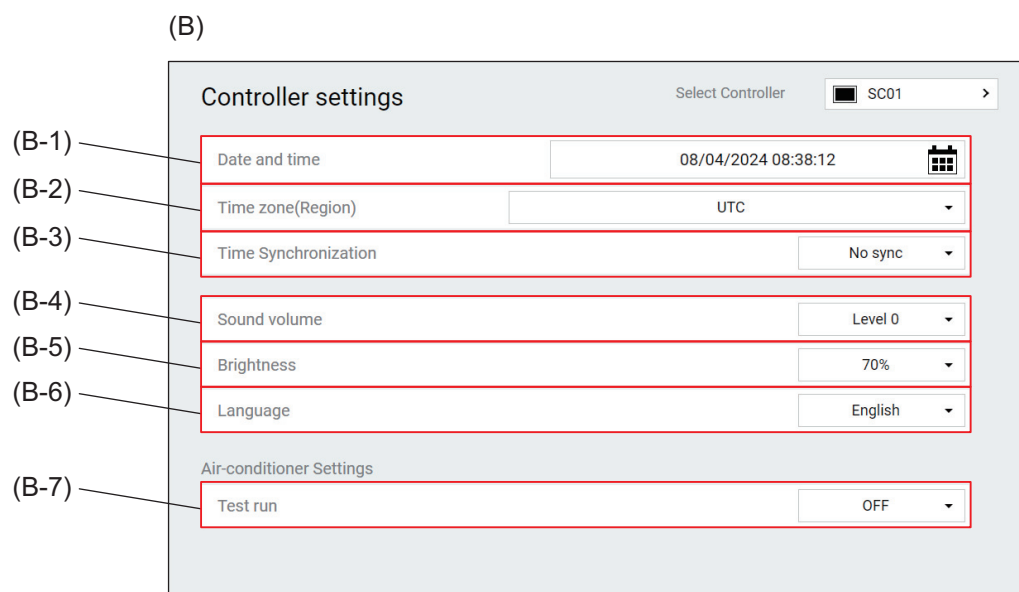 (B)
Controller settings
Select Controller
SC01
(B-1)
Date and time
08/04/2024 08:38:12
(B-2)
Time zone(Region)
UTC
(B-3)
Time Synchronization
No sync
(B-4)
Sound volume
Level 0
(B-5)
Brightness
70%
(B-6)
Language
English
Air-conditioner Settings
(B-7)
Test run
OFF